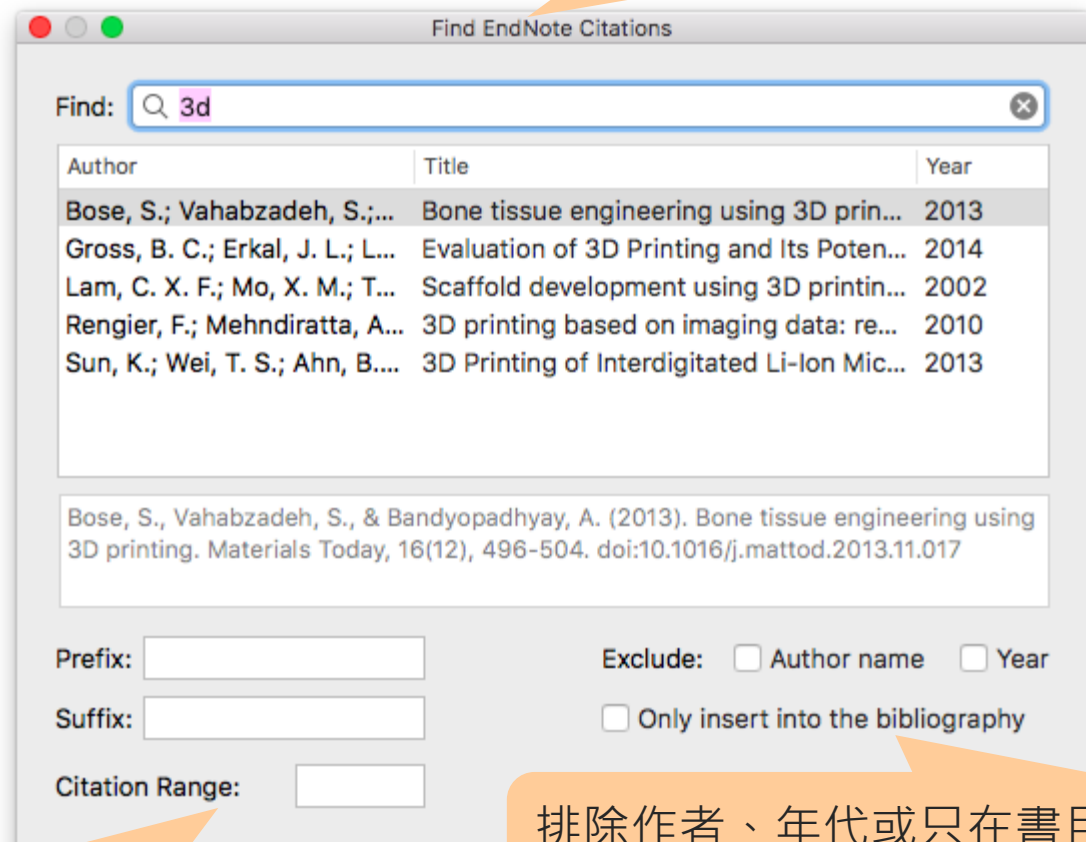 Find EndNote Citations
Find: 3d
Author Title Year
Bose, S.; Vahabzadeh, S.;... Bone tissue engineering using 3D prin... 2013
Gross, B. C.; Erkal, J. L.; L... Evaluation of 3D Printing and Its Poten... 2014
Lam, C. X. F.; Mo, X. M.; T... Scaffold development using 3D printin... 2002
Rengier, F.; Mehndiratta, A... 3D printing based on imaging data: re... 2010
Sun, K.; Wei, T. S.; Ahn, B.... 3D Printing of Interdigitated Li-Ion Mic... 2013
Bose, S., Vahabzadeh, S., & Bandyopadhyay, A. (2013). Bone tissue engineering using
3D printing. Materials Today, 16(12), 496-504. doi:10.1016/j.mattod.2013.11.017
Prefix: Exclude: Author name Year
Suffix: Only insert into the bibliography
Citation Range:
排除作者、年代或只在書目